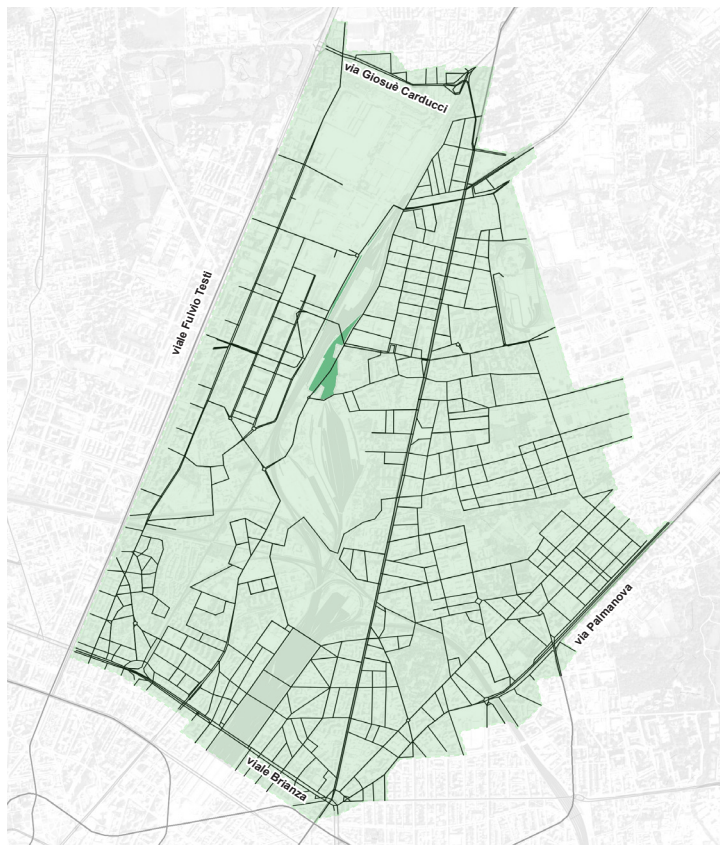 via Giosuè Carducci
viale Fulvio Testi
via Palmanova
viale Brianza